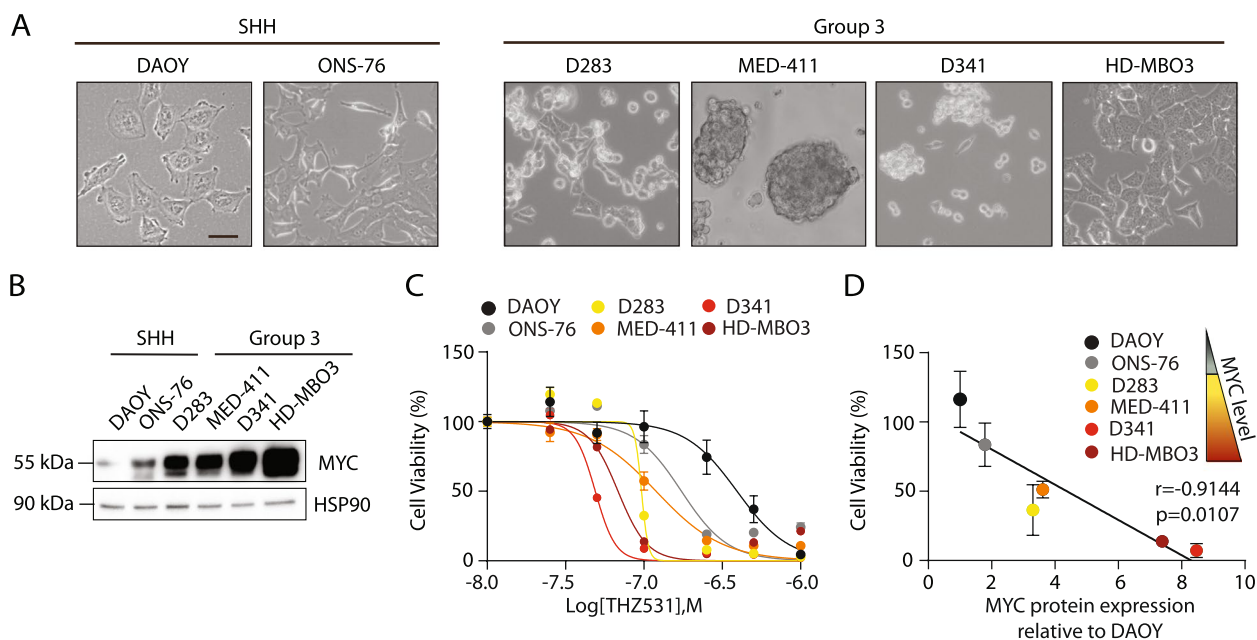 A
SHH
Group 3
DAOY
ONS-76
D283
MED-411
D341
HD-MBO3
B
SHH
Group 3
DAOY
ONS-76
D283
MED-411
D341
HD-MBO3
55 kDa
MYC
90 kDa
HSP90
C
DAOY
D283
D341
ONS-76
MED-411
HD-MBO3
Cell Viability (%)
150
100
50
0
-8.0
-7.5
-7.0
-6.5
-6.0
Log[THZ531],M
D
DAOY
ONS-76
D283
MED-411
D341
HD-MBO3
MYC level
r=-0.9144
p=0.0107
Cell Viability (%)
150
100
50
0
0
2
4
6
8
10
MYC protein expression
relative to DAOY